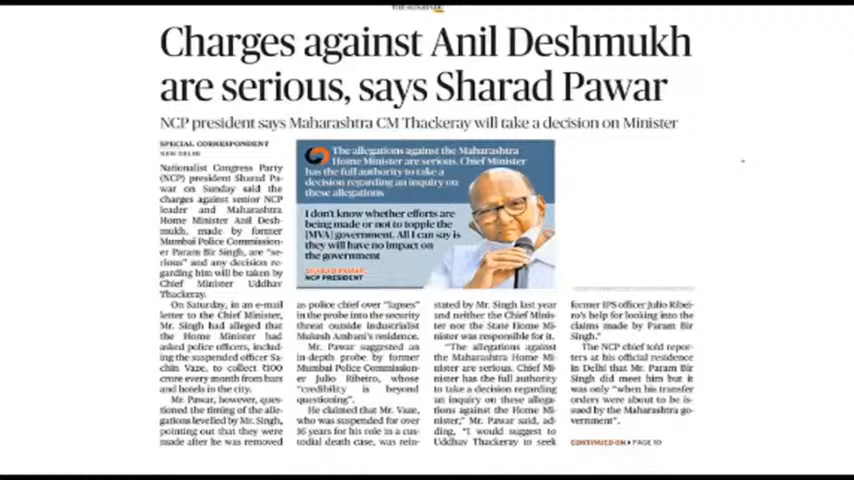 Charges against Anil Deshmukh
are serious, says Sharad Pawar
NCP president says Maharashtra CM Thackeray will take a decision on Minister
SPECIAL CORRESPONDENT
NEW DELHI
Nationalist Congress Party
(NCP) president Sharad Pa-
war on Sunday said the
charges against senior NCP
leader and Maharashtra
Home Minister Anil Desh-
mukh, made by former
Mumbai Police Commission-
er Param Bir Singh, are “se-
rious” and any decision re-
garding him will be taken by
Chief Minister Uddhav
Thackeray.
On Saturday, in an e-mail
letter to the Chief Minister,
Mr. Singh had alleged that
the Home Minister had
asked police officers, includ-
ing the suspended officer Sa-
chin Vaze, to collect ₹100
crore every month from bars
and hotels in the city.
Mr. Pawar, however, ques-
tioned the timing of the alle-
gations levelled by Mr. Singh,
pointing out that they were
made after he was removed
The allegations against the Maharashtra
Home Minister are serious. Chief Minister
has the full authority to take a
decision regarding an inquiry on
these allegations
I don't know whether efforts are
being made or not to topple the
[MVA] government. All I can say is
they will have no impact on
the government
SHARAD PAWAR,
NCP PRESIDENT
as police chief over “lapses”
in the probe into the security
threat outside industrialist
Mukesh Ambani's residence.
Mr. Pawar suggested an
in-depth probe by former
Mumbai Police Commission-
er Julio Ribeiro, whose
“credibility is beyond
questioning”.
He claimed that Mr. Vaze,
who was suspended for over
16 years for his role in a cus-
todial death case, was rein-
stated by Mr. Singh last year
and neither the Chief Minis-
ter nor the State Home Mi-
nister was responsible for it.
“The allegations against
the Maharashtra Home Mi-
nister are serious. Chief Mi-
nister has the full authority
to take a decision regarding
an inquiry on these allega-
tions against the Home Mi-
nister,” Mr. Pawar said, ad-
ding, “I would suggest to
Uddhav Thackeray to seek
former IPS officer Julio Ribei-
ro's help for looking into the
claims made by Param Bir
Singh.”
The NCP chief told repor-
ters at his official residence
in Delhi that Mr. Param Bir
Singh did meet him but it
was only “when his transfer
orders were about to be is-
sued by the Maharashtra go-
vernment”.
CONTINUED ON ▶ PAGE 10